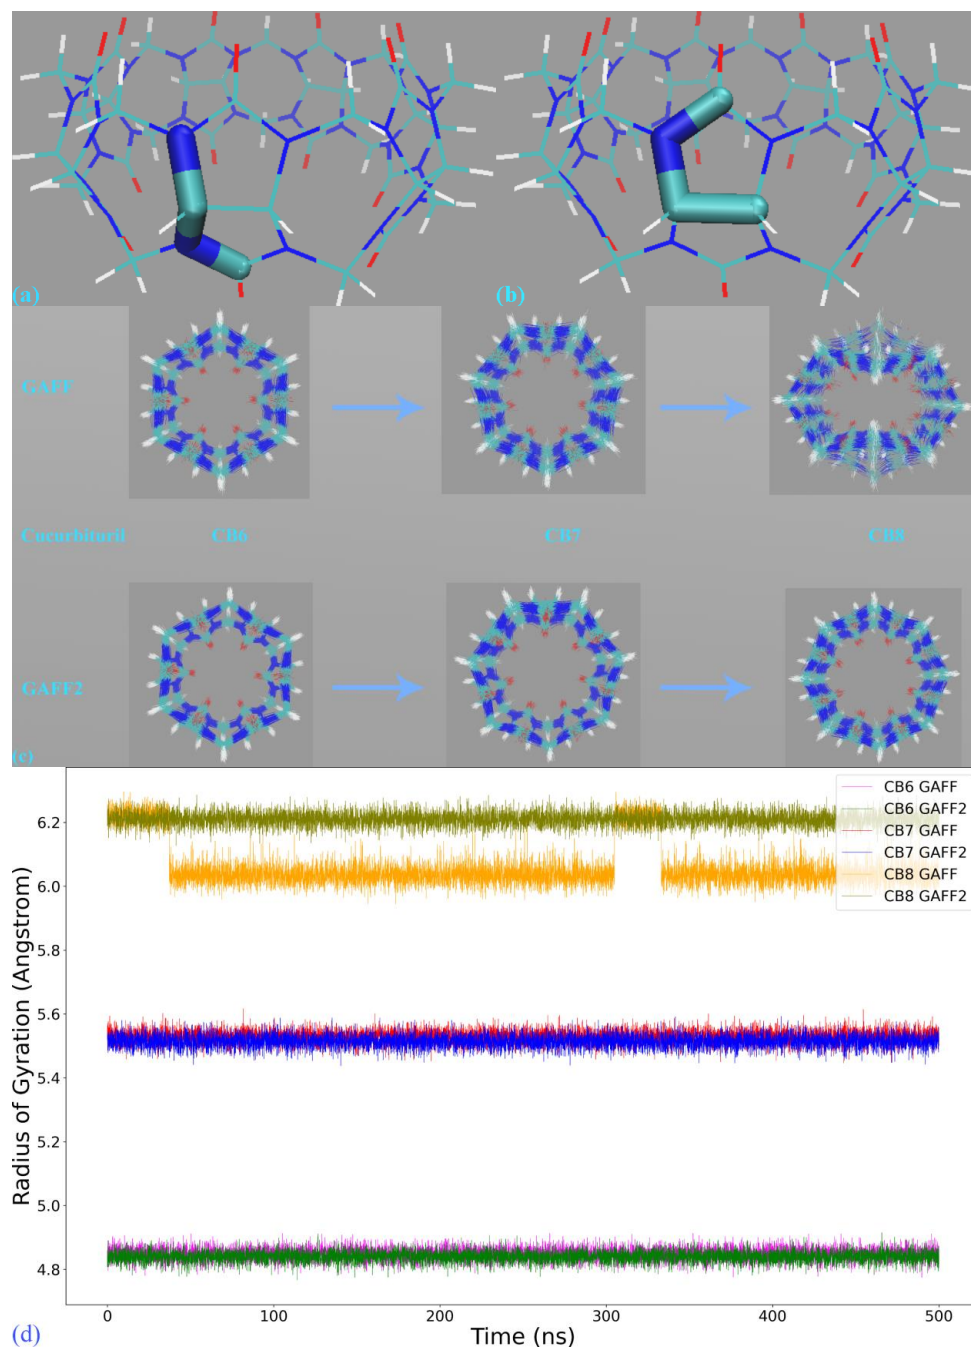 (a)
(b)
GAFF
Cucurbituril CB6 CB7 CB8
GAFF2
(c)
Radius of Gyration (Angstrom)
6.2
6.0
5.8
5.6
5.4
5.2
5.0
4.8
CB6 GAFF
CB6 GAFF2
CB7 GAFF
CB7 GAFF2
CB8 GAFF
CB8 GAFF2
0 100 200 300 400 500
Time (ns)
(d)